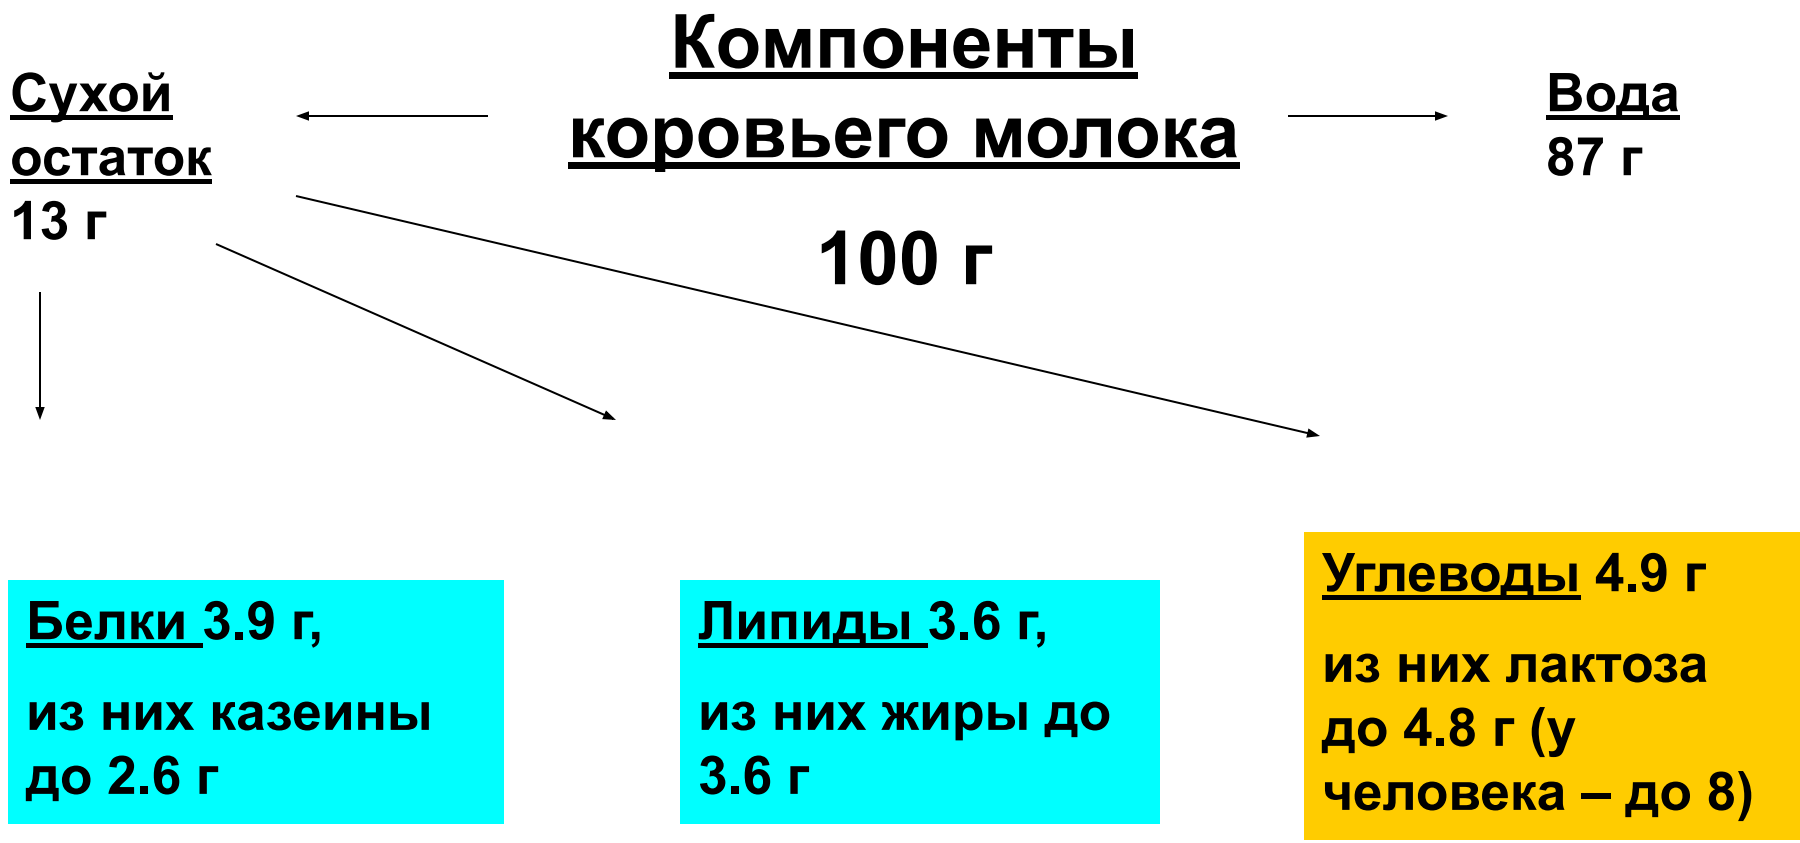 Компоненты
коровьего молока
100 г
Сухой
остаток
13 г
Вода
87 г
Белки 3.9 г,
из них казеины
до 2.6 г
Липиды 3.6 г,
из них жиры до
3.6 г
Углеводы 4.9 г
из них лактоза
до 4.8 г (у
человека – до 8)